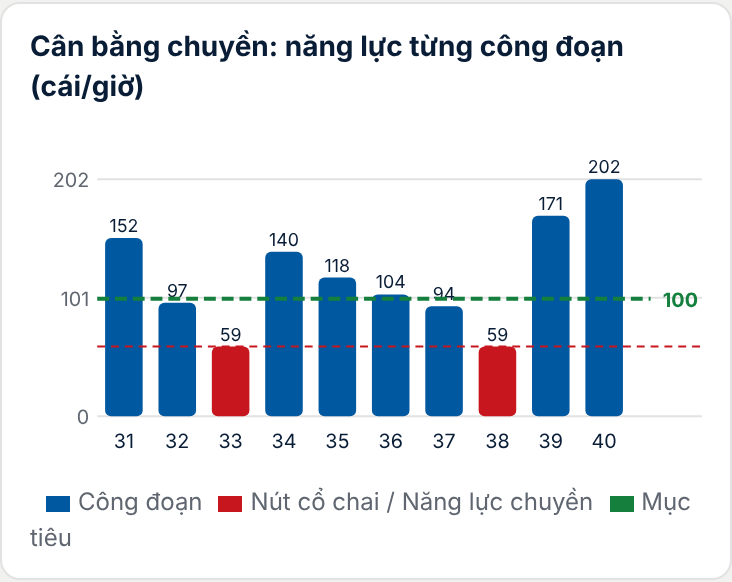 Cân bằng chuyền: năng lực từng công đoạn
(cái/giờ)
202
202
171
152
140
118
104
101
97
94
100
59
59
0
31 32 33 34 35 36 37 38 39 40
Công đoạn Nút cổ chai / Năng lực chuyền Mục
tiêu